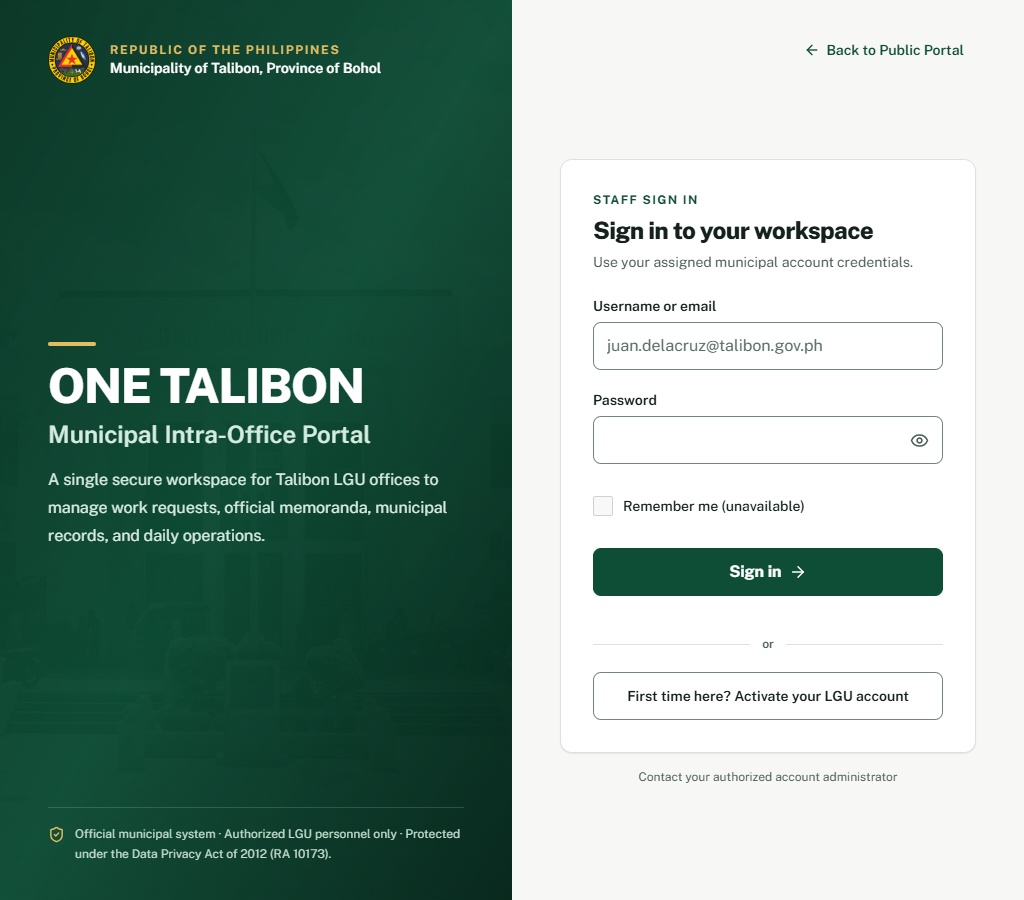 REPUBLIC OF THE PHILIPPINES
Municipality of Talibon, Province of Bohol
ONE TALIBON
Municipal Intra-Office Portal
A single secure workspace for Talibon LGU offices to
manage work requests, official memoranda, municipal
records, and daily operations.
Official municipal system · Authorized LGU personnel only · Protected
under the Data Privacy Act of 2012 (RA 10173).
← Back to Public Portal
STAFF SIGN IN
Sign in to your workspace
Use your assigned municipal account credentials.
Username or email
juan.delacruz@talibon.gov.ph
Password
Remember me (unavailable)
Sign in →
or
First time here? Activate your LGU account
Contact your authorized account administrator